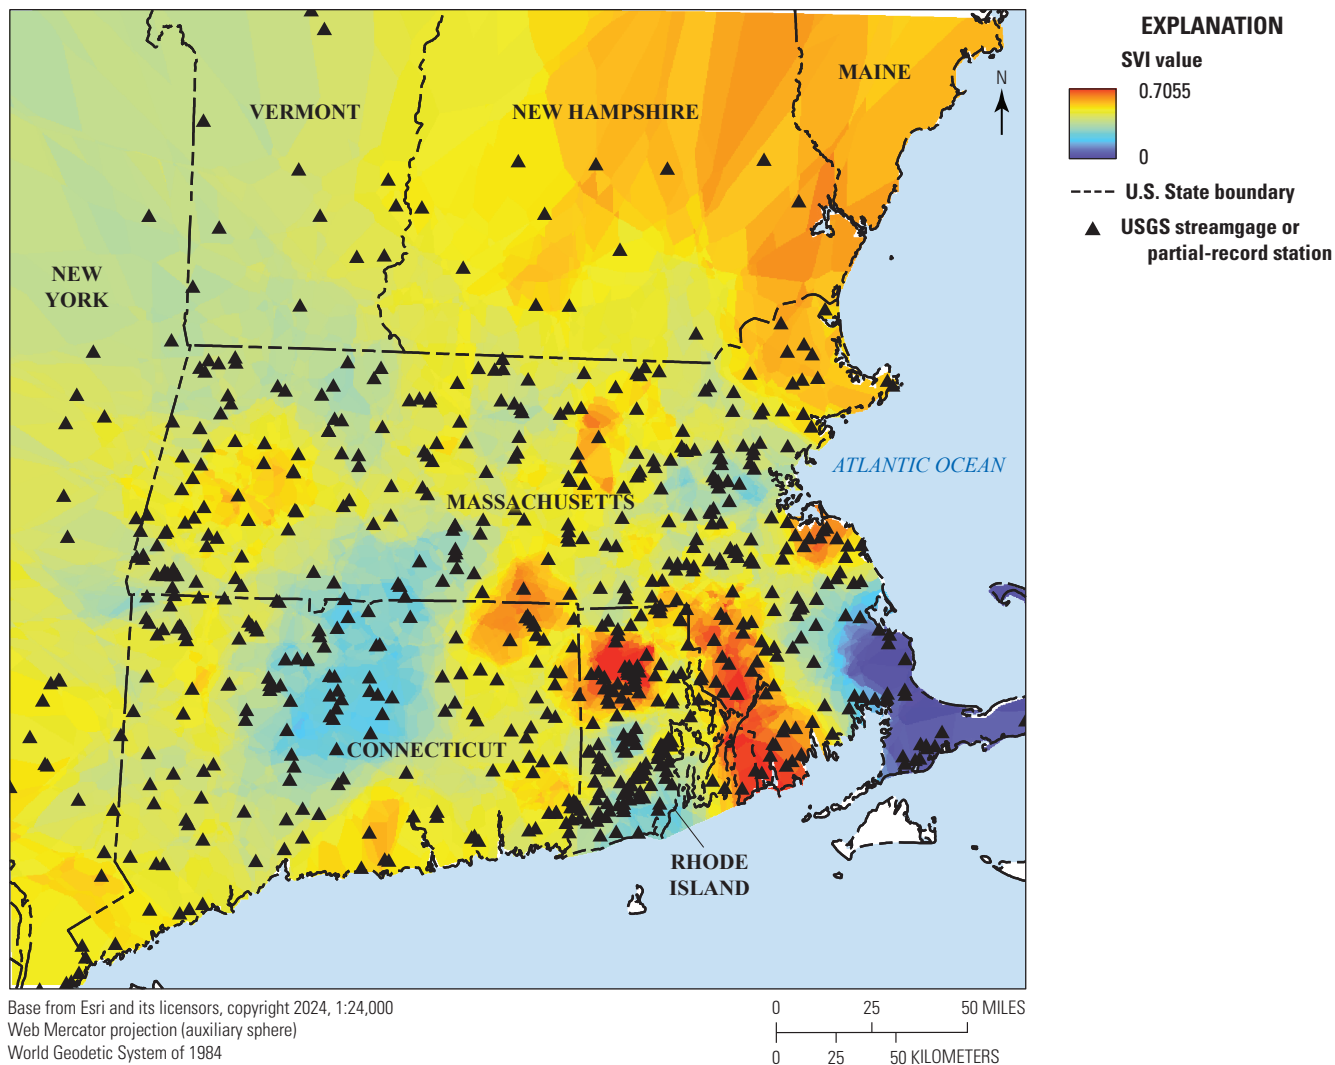 EXPLANATION
SVI value
0.7055
0
U.S. State boundary
USGS streamgage or
partial-record station
N
MAINE
VERMONT
NEW HAMPSHIRE
NEW
YORK
ATLANTIC OCEAN
MASSACHUSETTS
CONNECTICUT
RHODE
ISLAND
Base from Esri and its licensors, copyright 2024, 1:24,000
Web Mercator projection (auxiliary sphere)
World Geodetic System of 1984
0 25 50 MILES
0 25 50 KILOMETERS